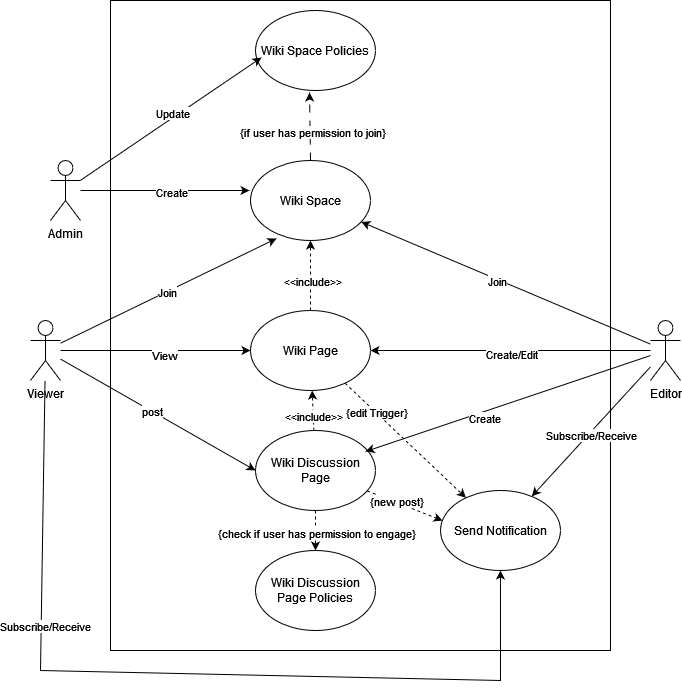 Wiki Space Policies
Update
{if user has permission to join}
Wiki Space
Create
Admin
Join
Join
<<include>>
Wiki Page
View
Create/Edit
Viewer
Editor
post
<<include>>
{edit Trigger}
Create
Subscribe/Receive
Wiki Discussion
Page
{new post}
Send Notification
{check if user has permission to engage}
Wiki Discussion
Page Policies
Subscribe/Receive